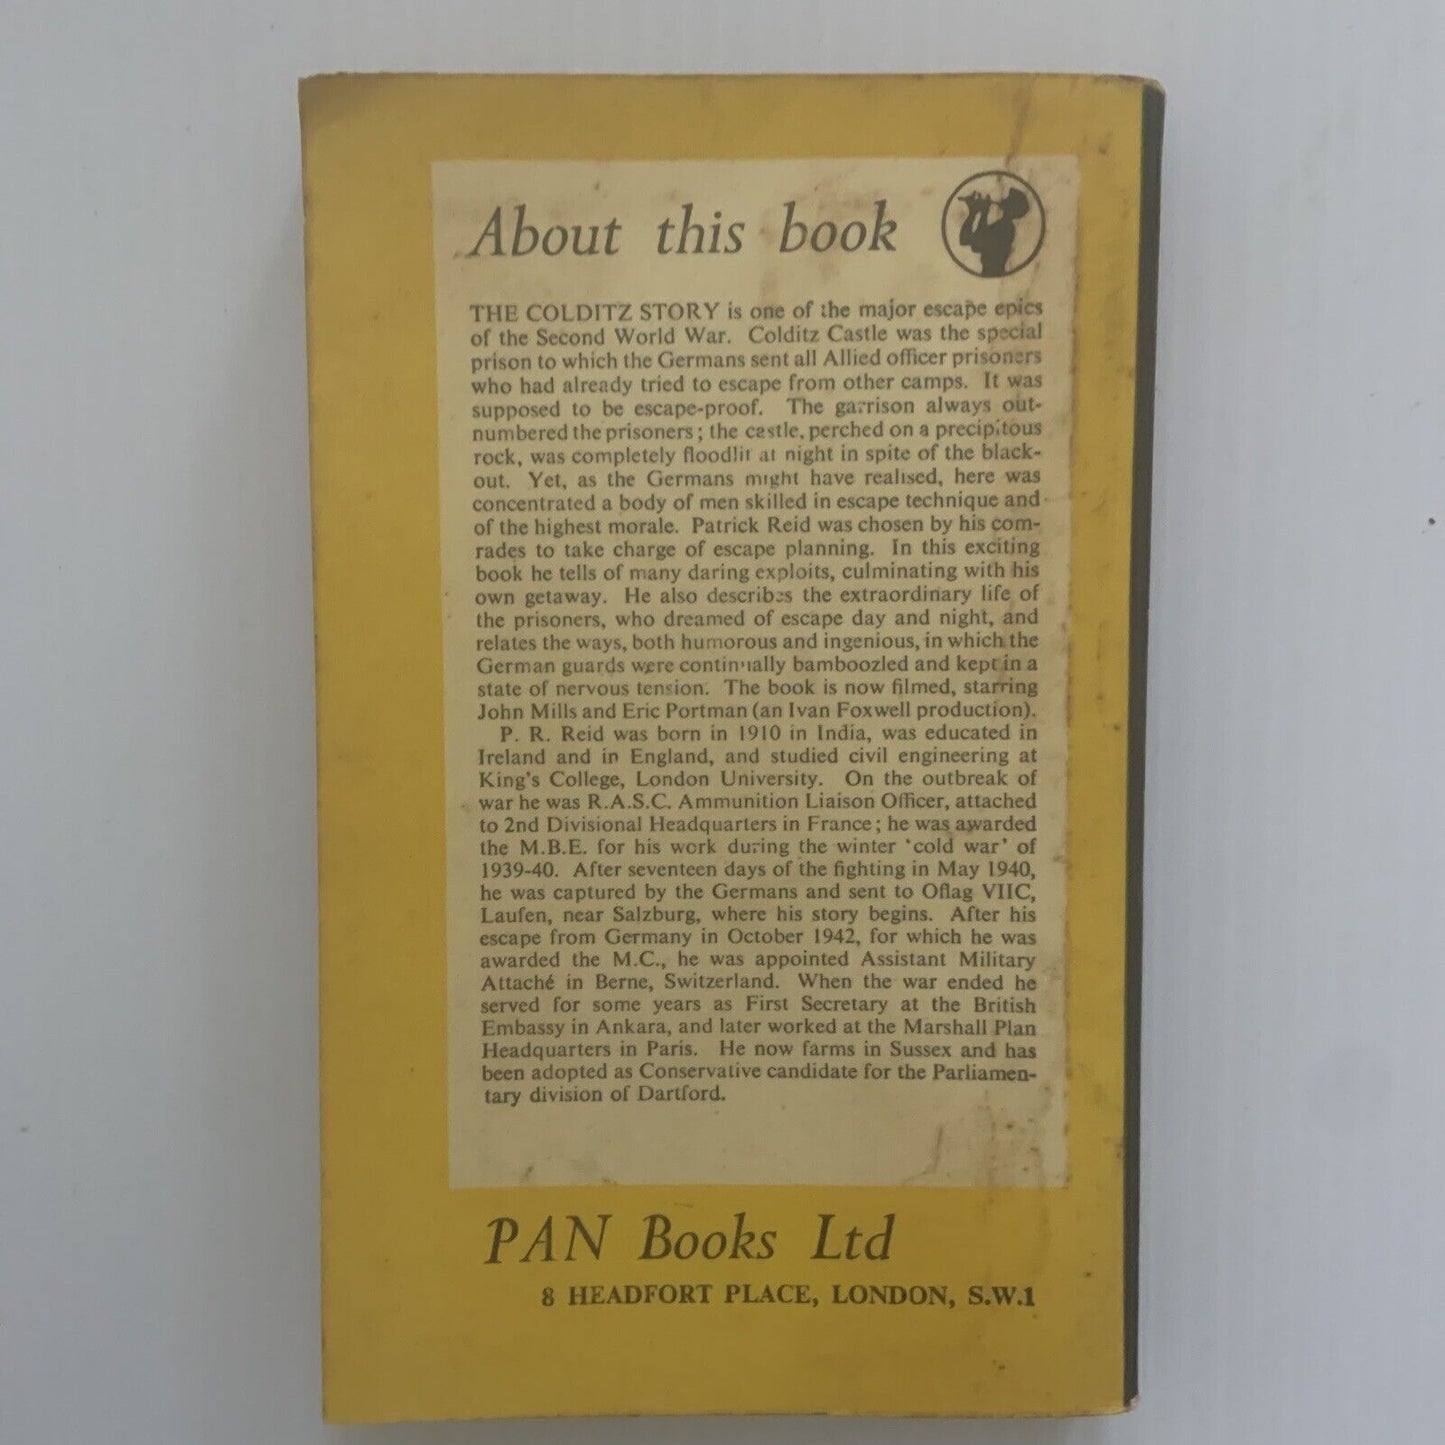 About this book
THE COLDITZ STORY is one of the major escape epics
of the Second World War. Colditz Castle was the special
prison to which the Germans sent all Allied officer prisoners
who had already tried to escape from other camps. It was
supposed to be escape-proof. The garrison always out-
numbered the prisoners; the castle, perched on a precipitous
rock, was completely floodlit at night in spite of the black-
out. Yet, as the Germans might have realised, here was
concentrated a body of men skilled in escape technique and
of the highest morale. Patrick Reid was chosen by his com-
rades to take charge of escape planning. In this exciting
book he tells of many daring exploits, culminating with his
own getaway. He also describes the extraordinary life of
the prisoners, who dreamed of escape day and night, and
relates the ways, both humorous and ingenious, in which the
German guards were continually bamboozled and kept in a
state of nervous tension. The book is now filmed, starring
John Mills and Eric Portman (an Ivan Foxwell production).
P. R. Reid was born in 1910 in India, was educated in
Ireland and in England, and studied civil engineering at
King's College, London University. On the outbreak of
war he was R.A.S.C. Ammunition Liaison Officer, attached
to 2nd Divisional Headquarters in France; he was awarded
the M.B.E. for his work during the winter 'cold war' of
1939-40. After seventeen days of the fighting in May 1940,
he was captured by the Germans and sent to Oflag VIIC,
Laufen, near Salzburg, where his story begins. After his
escape from Germany in October 1942, for which he was
awarded the M.C., he was appointed Assistant Military
Attaché in Berne, Switzerland. When the war ended he
served for some years as First Secretary at the British
Embassy in Ankara, and later worked at the Marshall Plan
Headquarters in Paris. He now farms in Sussex and has
been adopted as Conservative candidate for the Parliamen-
tary division of Dartford.
PAN Books Ltd
8 HEADFORT PLACE, LONDON, S.W.1